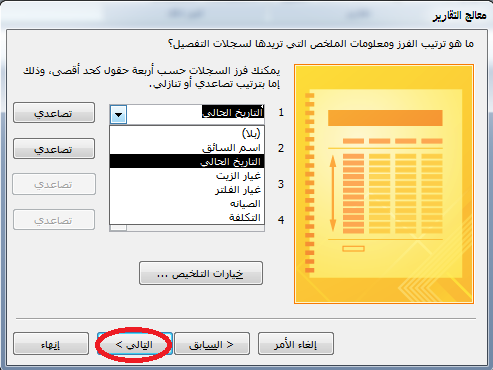 معالج التقارير
ما هو ترتيب الفرز ومعلومات الملخص التي تريدها لسجلات التفصيل؟
يمكنك فرز السجلات حسب أربعة حقول كحد أقصى، وذلك
إما بترتيب تصاعدي أو تنازلي.
1 التاريخ الحالي تصاعدي
(بلا)
2 اسم السائق تصاعدي
التاريخ الحالي
3 غيار الزيت تصاعدي
غيار الفلتر
الصيانه
4 التكلفة تصاعدي
خيارات التلخيص ...
إلغاء الأمر < السابق التالي > إنهاء